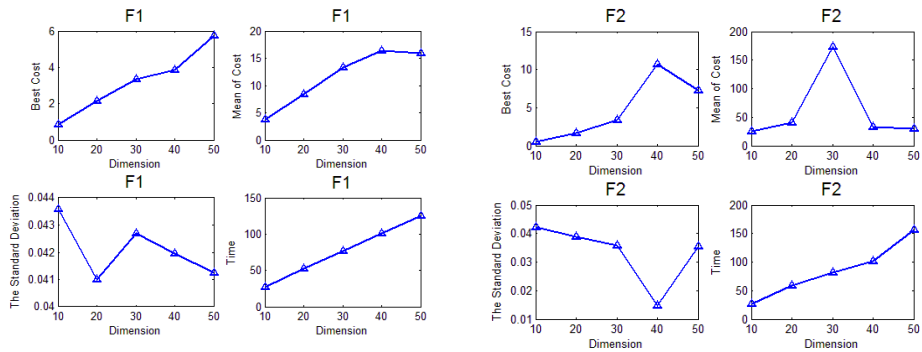 F1
6
4
2
0
Best Cost
10 20 30 40 50
Dimension
F1
20
15
10
5
0
Mean of Cost
10 20 30 40 50
Dimension
F1
0.044
0.043
0.042
0.041
0.04
The Standard Deviation
10 20 30 40 50
Dimension
F1
150
100
50
0
Time
10 20 30 40 50
Dimension
F2
15
10
5
0
Best Cost
10 20 30 40 50
Dimension
F2
200
150
100
50
0
Mean of Cost
10 20 30 40 50
Dimension
F2
0.05
0.04
0.03
0.02
0.01
The Standard Deviation
10 20 30 40 50
Dimension
F2
200
150
100
50
0
Time
10 20 30 40 50
Dimension